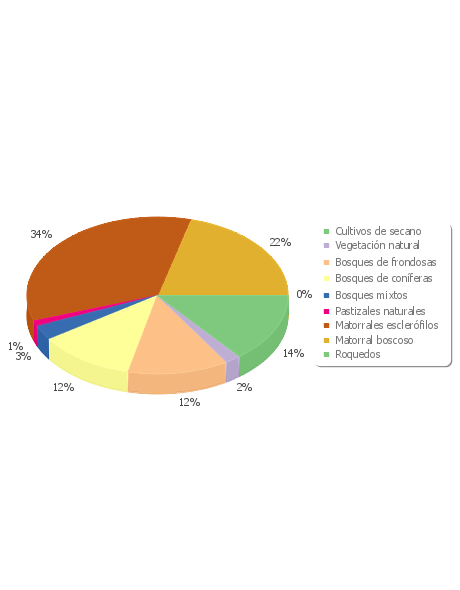 34%
22%
0%
14%
2%
12%
12%
3%
1%
Cultivos de secano
Vegetación natural
Bosques de frondosas
Bosques de coníferas
Bosques mixtos
Pastizales naturales
Matorrales esclerófilos
Matorral boscoso
Roquedos